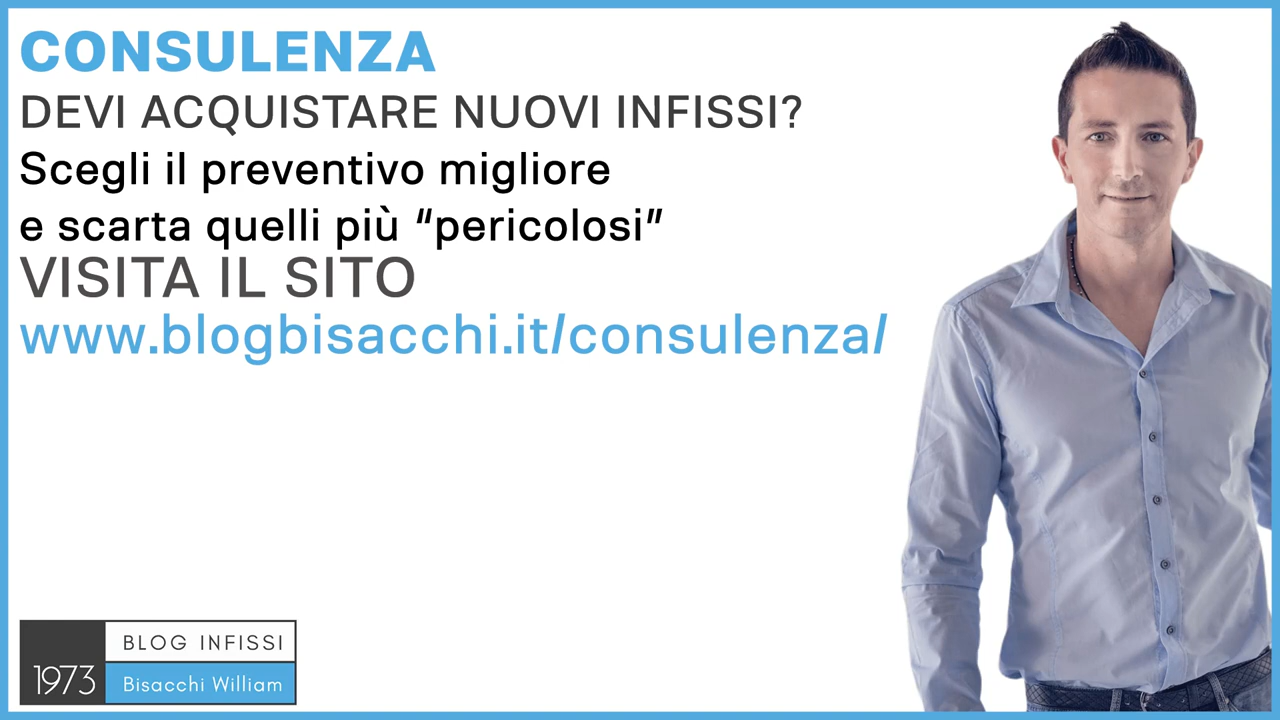 CONSULENZA
DEVI ACQUISTARE NUOVI INFISSI?
Scegli il preventivo migliore
e scarta quelli più “pericolosi”
VISITA IL SITO
www.blogbisacchi.it/consulenza/
BLOG INFISSI
1973
Bisacchi William